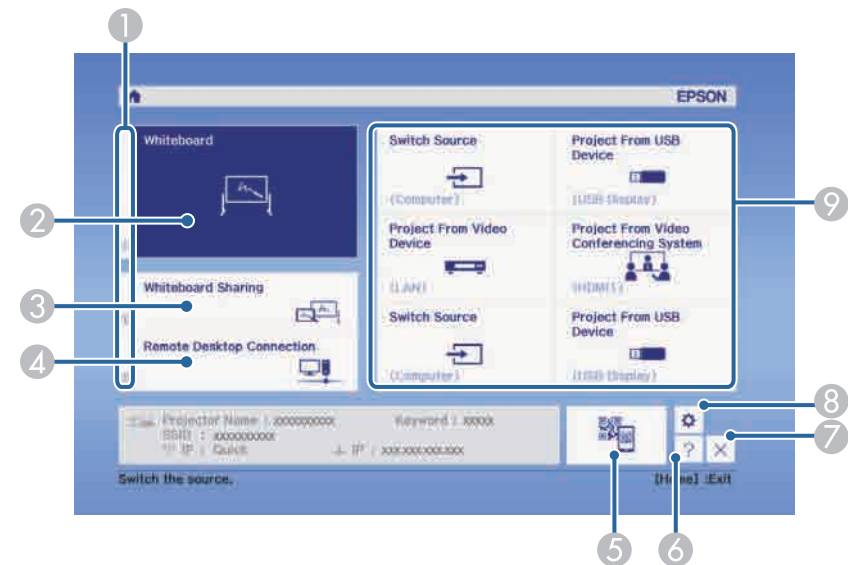 1
EPSON
Whiteboard
Switch Source
(Computer)
Project From USB
Device
(USB Display)
2
9
Project From Video
Device
(LAN)
Project From Video
Conferencing System
(HDMI1)
Whiteboard Sharing
3
Switch Source
(Computer)
Project From USB
Device
(USB Display)
Remote Desktop Connection
4
Projector Name : xxxxxxxxxx Keyword : xxxxx
SSID : xxxxxxxxxx
IP : Quick IP : xxx.xxx.xxx.xxx
8
?
7
Switch the source. [Home] :Exit
5
6